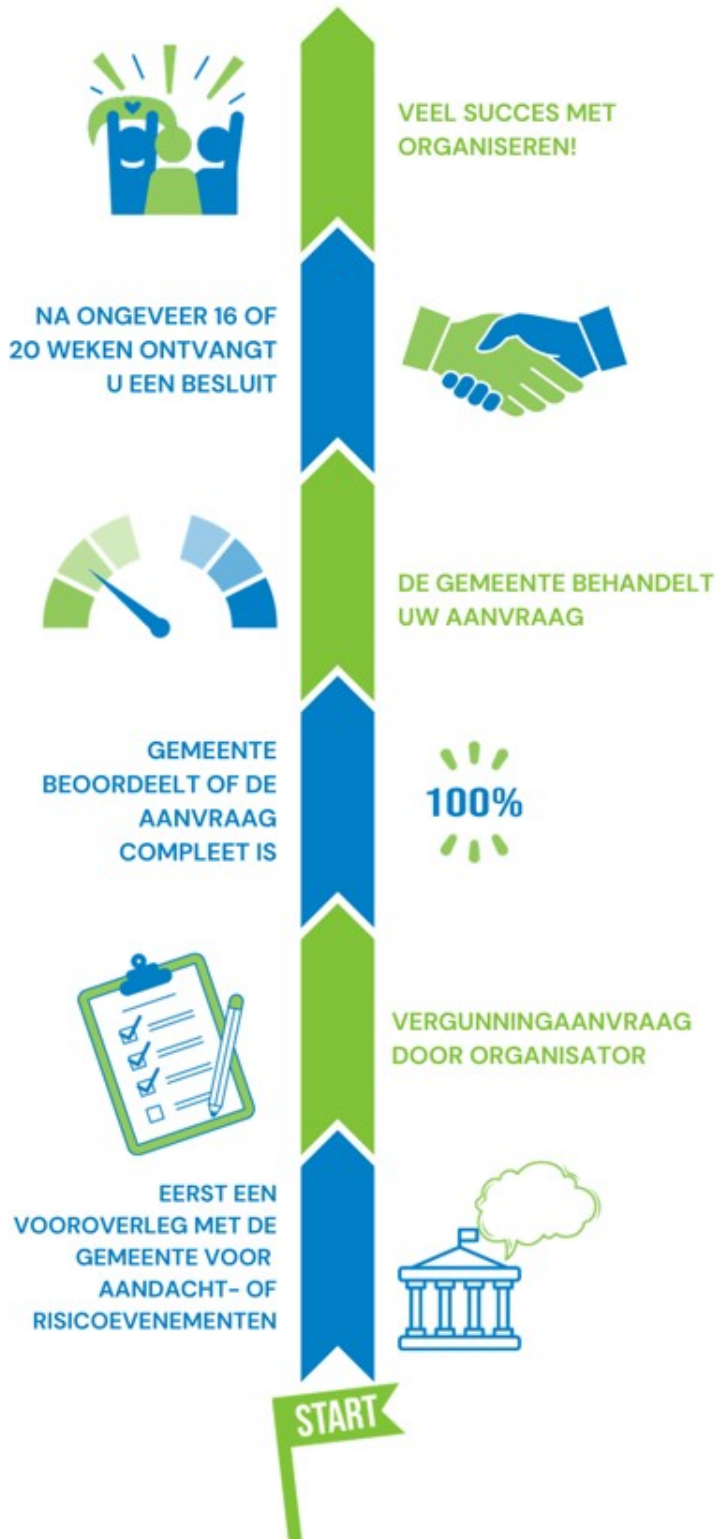 VEEL SUCCES MET
ORGANISEREN!
NA ONGEVEER 16 OF
20 WEKEN ONTVANGT
U EEN BESLUIT
DE GEMEENTE BEHANDELT
UW AANVRAAG
GEMEENTE
BEOORDEELT OF DE
AANVRAAG
COMPLEET IS
100%
VERGUNNINGAANVRAAG
DOOR ORGANISATOR
EERST EEN
VOOROVERLEG MET DE
GEMEENTE VOOR
AANDACHT- OF
RISICOEVENEMENTEN
START